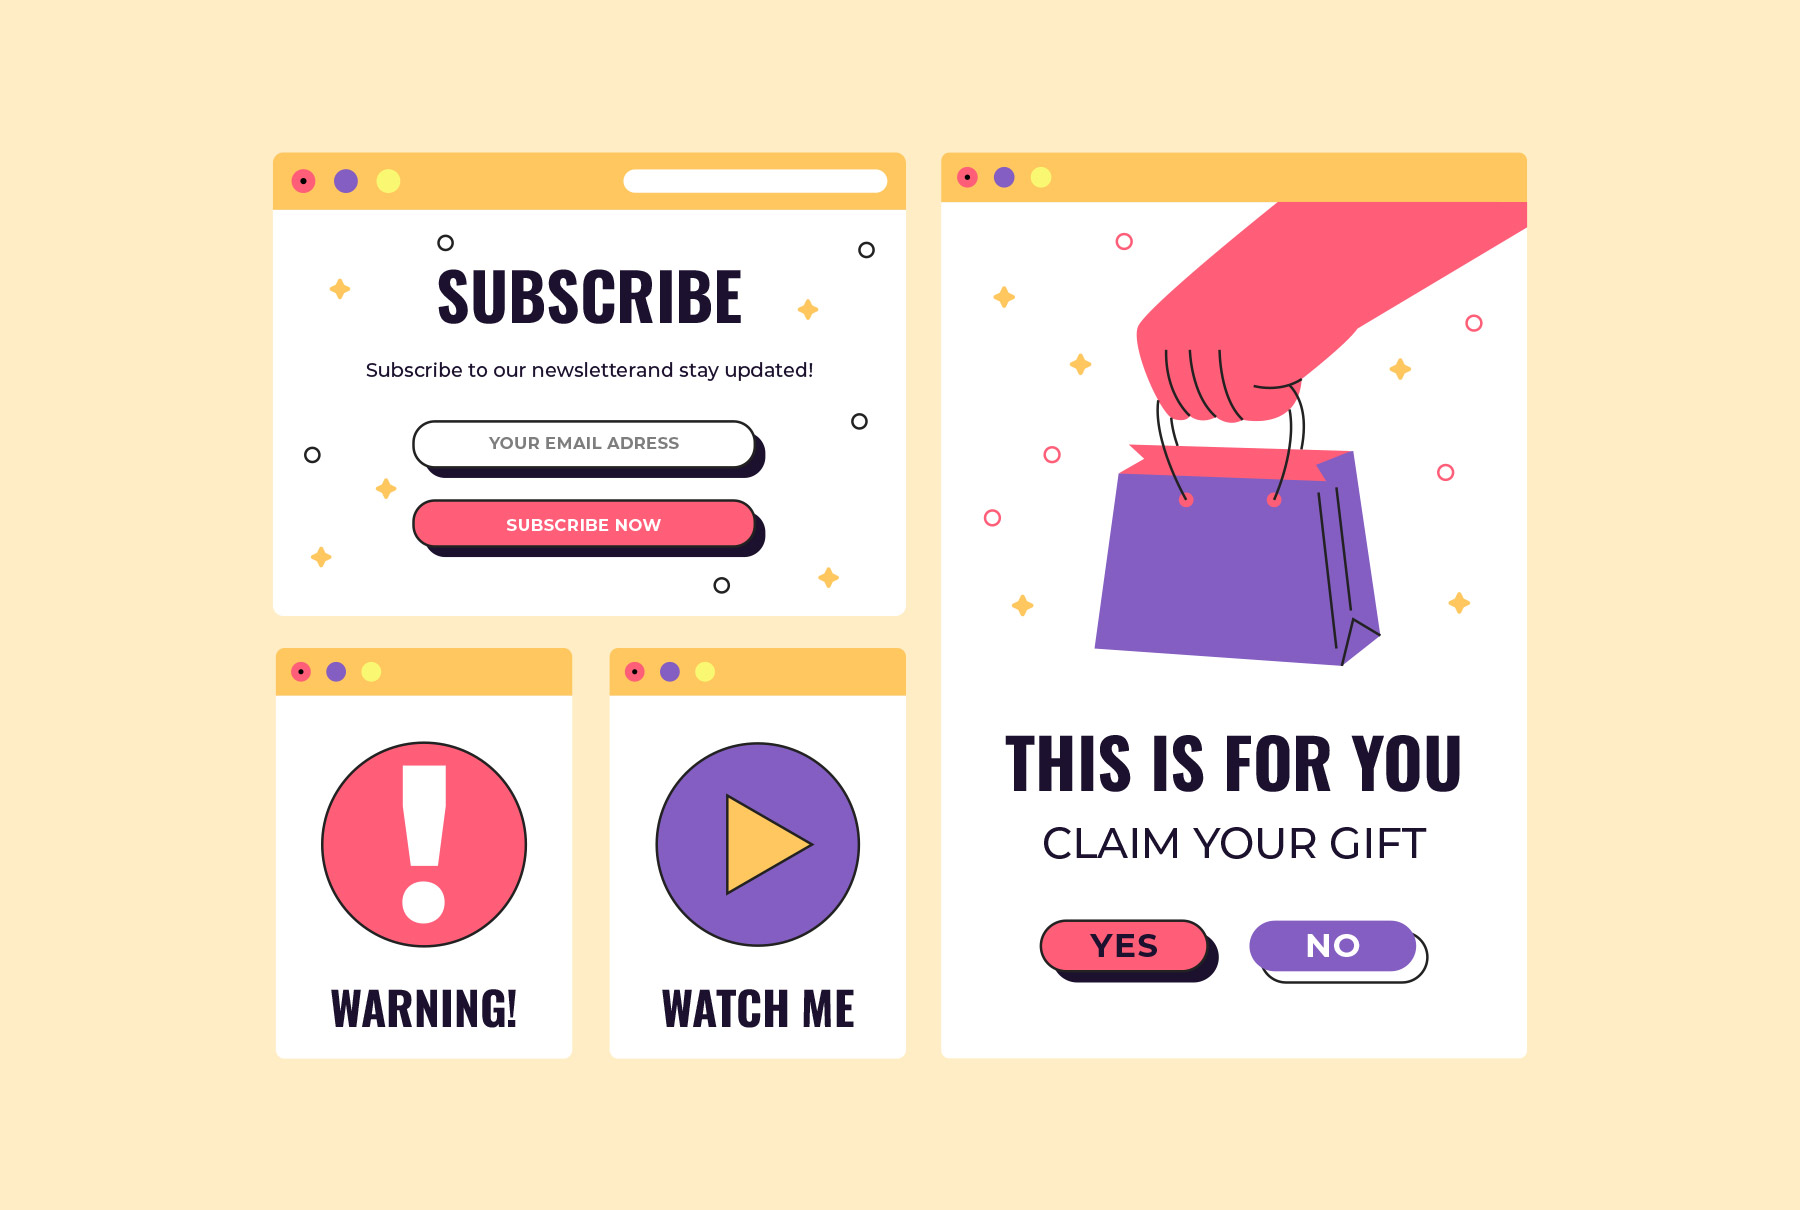 SUBSCRIBE
Subscribe to our newsletterand stay updated!
YOUR EMAIL ADRESS
SUBSCRIBE NOW
WARNING!
WATCH ME
THIS IS FOR YOU
CLAIM YOUR GIFT
YES
NO